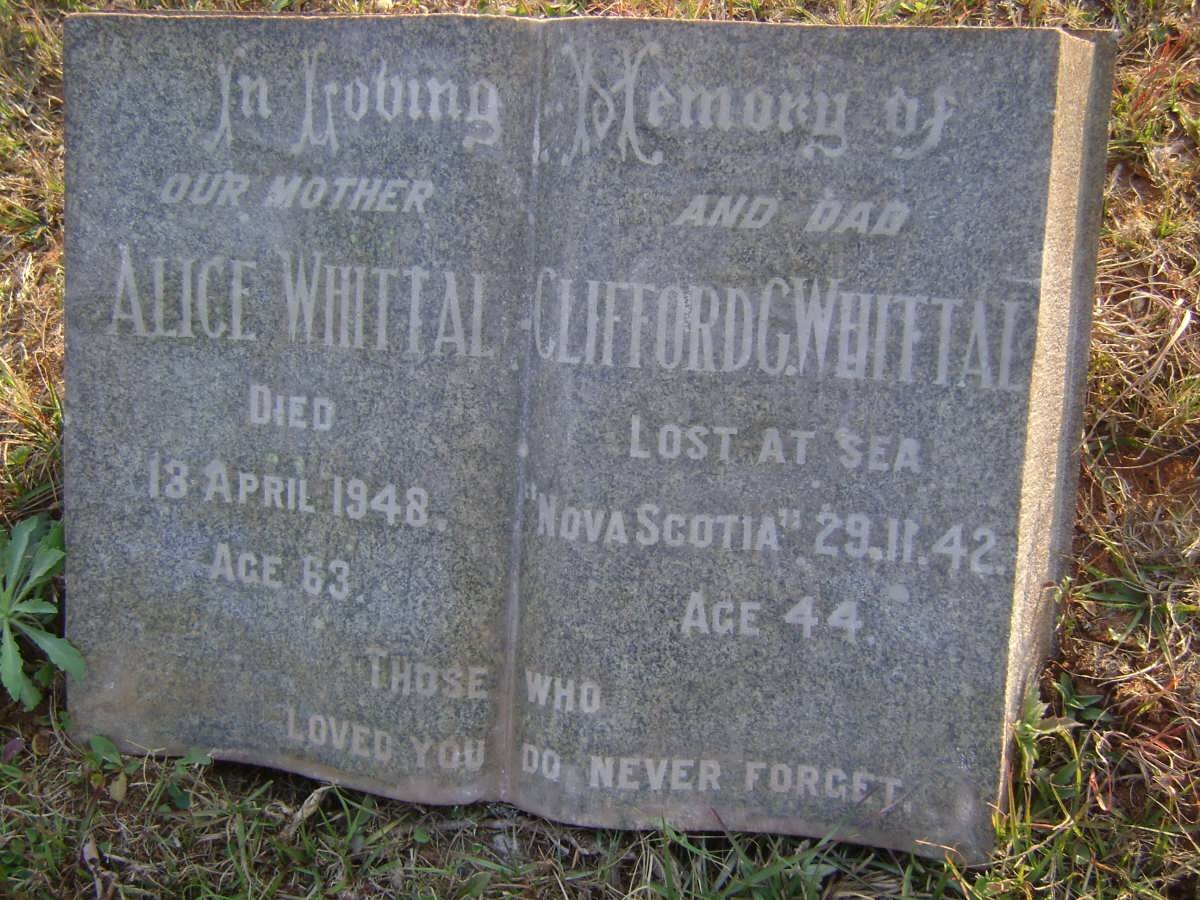 In Loving Memory of
OUR MOTHER
ALICE WHITTAL
DIED
13 APRIL 1948.
AGE 63.
AND DAD
CLIFFORD G. WHITTAL
LOST AT SEA
"NOVA SCOTIA" 29.11.42.
AGE 44.
THOSE WHO
LOVED YOU DO NEVER FORGET.